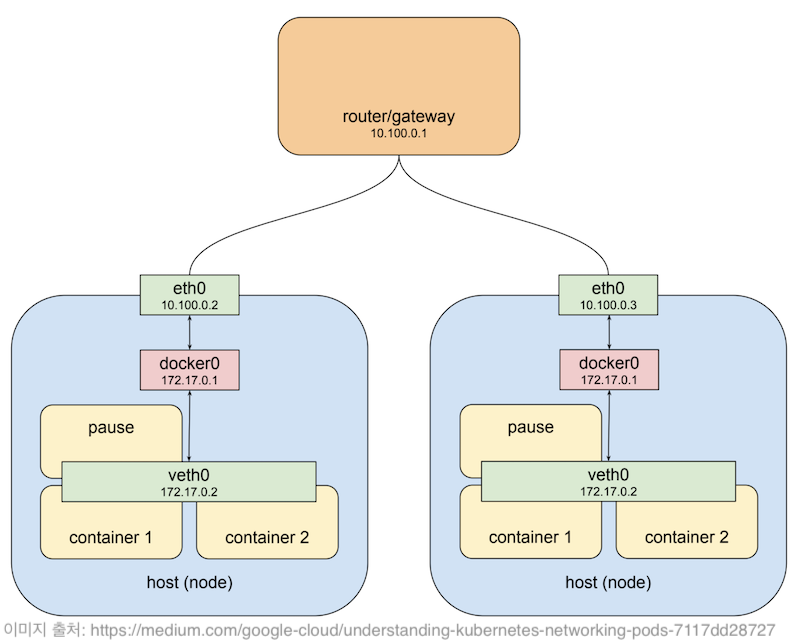 router/gateway
10.100.0.1
eth0
10.100.0.2
docker0
172.17.0.1
pause
veth0
172.17.0.2
container 1
container 2
host (node)
eth0
10.100.0.3
docker0
172.17.0.1
pause
veth0
172.17.0.2
container 1
container 2
host (node)
이미지 출처: https://medium.com/google-cloud/understanding-kubernetes-networking-pods-7117dd28727